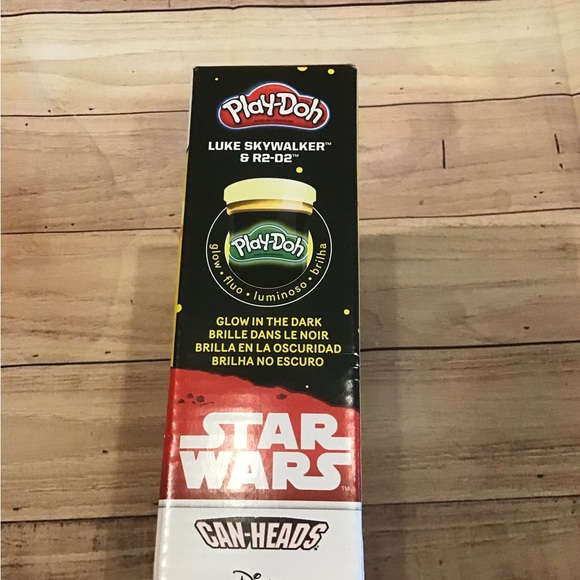 PLAY-DOH
LUKE SKYWALKER™
& R2-D2™
PLAY-DOH
glow • fluo • luminoso • brilha
GLOW IN THE DARK
BRILLE DANS LE NOIR
BRILLA EN LA OSCURIDAD
BRILHA NO ESCURO
STAR
WARS™
CAN-HEADS